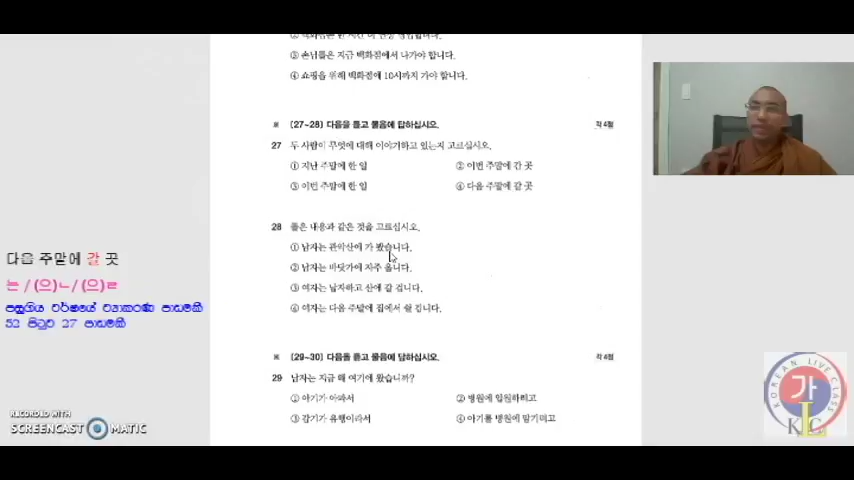 ③ 손님들은 지금 백화점에서 나가야 합니다.
④ 쇼핑을 위해 백화점에 10시까지 가야 합니다.
※ [27~28] 다음을 듣고 물음에 답하십시오. 각 4점
27 두 사람이 무엇에 대해 이야기하고 있는지 고르십시오.
① 지난 주말에 한 일 ② 이번 주말에 간 곳
③ 이번 주말에 한 일 ④ 다음 주말에 갈 곳
28 들은 내용과 같은 것을 고르십시오.
① 남자는 관악산에 가 봤습니다.
② 남자는 바닷가에 자주 옵니다.
③ 여자는 남자하고 산에 갈 겁니다.
④ 여자는 다음 주말에 집에서 쉴 겁니다.
※ [29~30] 다음을 듣고 물음에 답하십시오. 각 4점
29 남자는 지금 왜 여기에 왔습니까?
① 아기가 아파서 ② 병원에 입원하려고
③ 감기가 유행이라서 ④ 아기를 병원에 맡기려고
다음 주말에 갈 곳
는 / (으)ㄴ / (으)ㄹ
පසුගිය වර්ෂයේ ව්‍යාකරණ පාඩමකි
52 පිටුව 27 පාඩමකි
RECORDED WITH
SCREENCAST MATIC
KOREAN LIVE CLASS
가
KLC